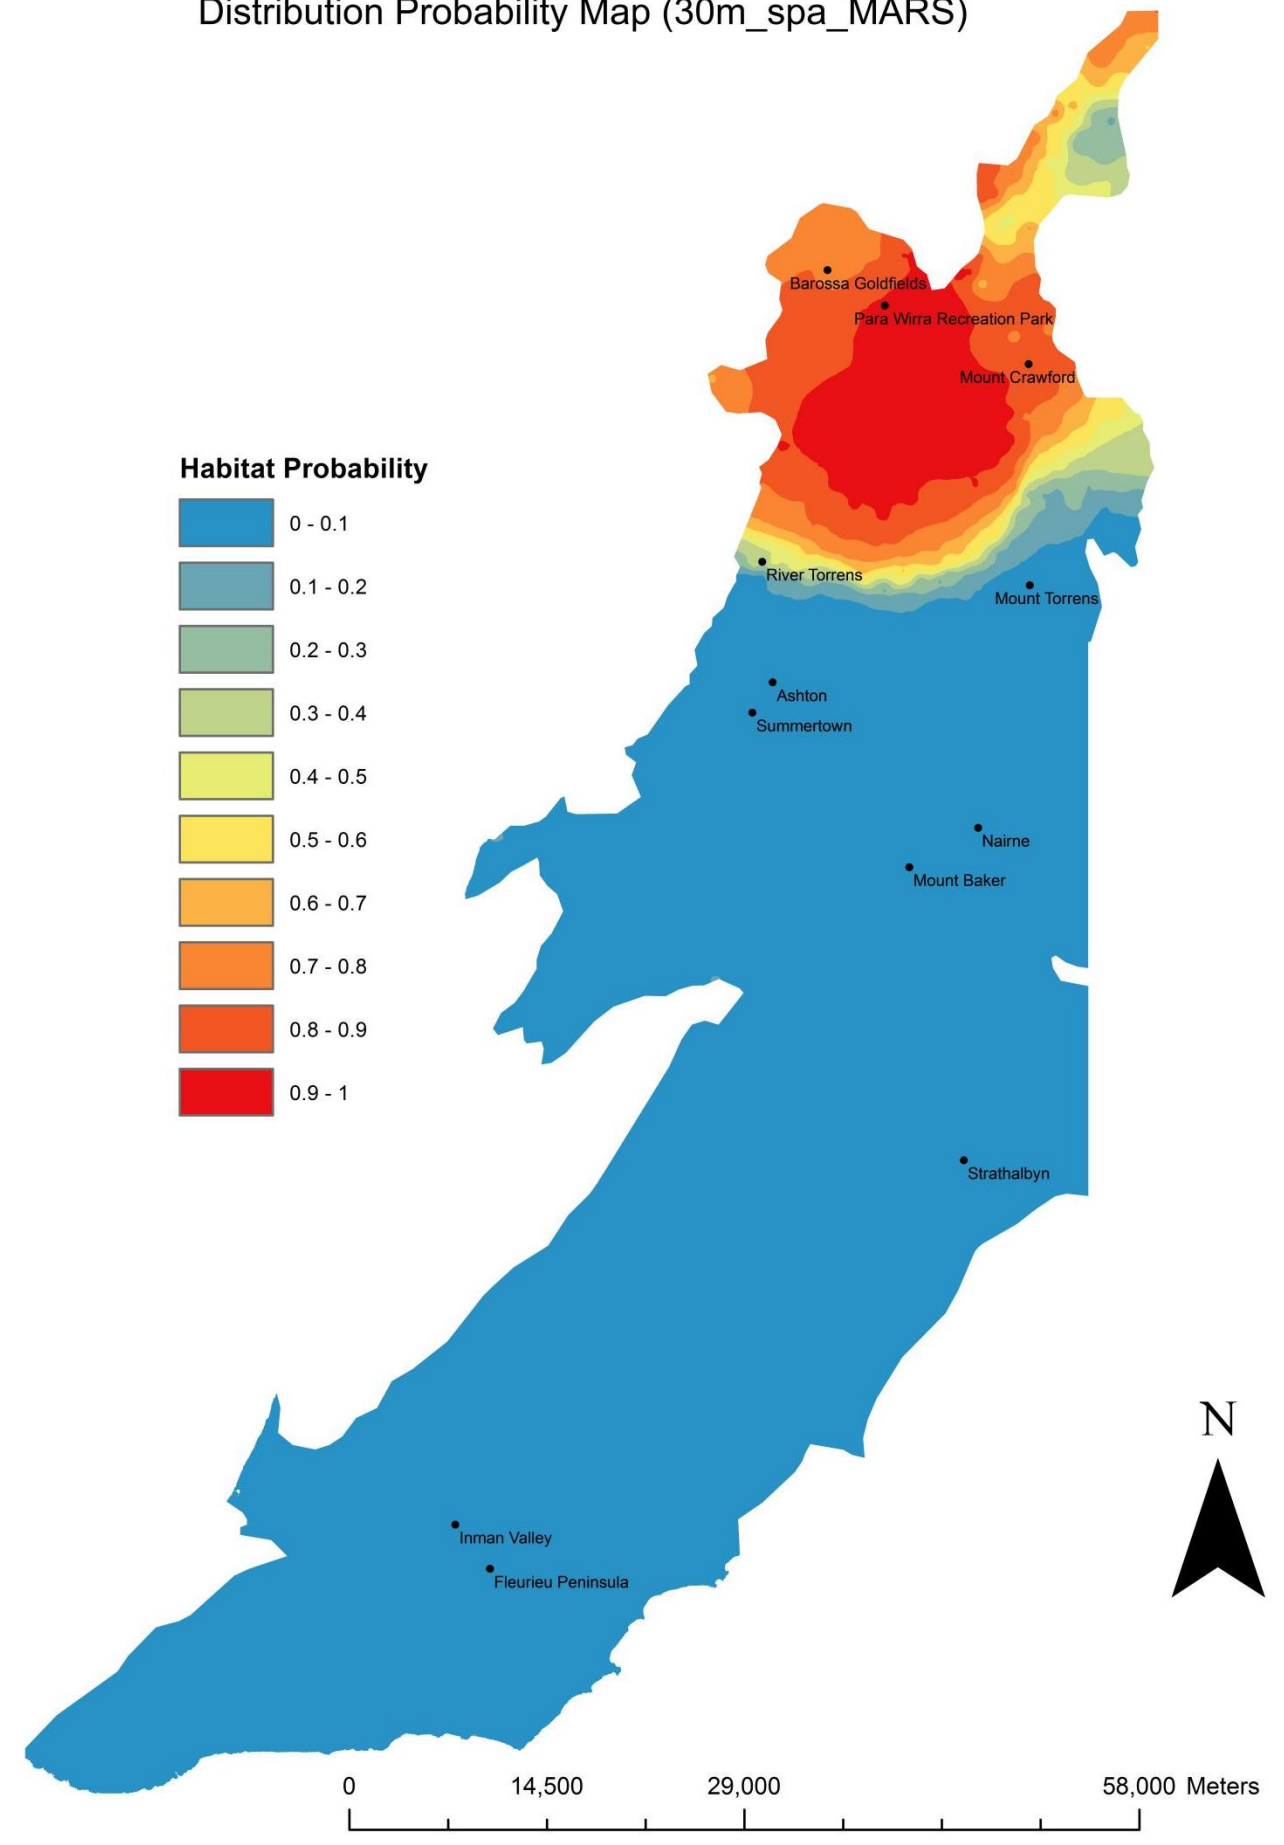 Distribution Probability Map (30m_spa_MARS)
Barossa Goldfields
Para Wirra Recreation Park
Mount Crawford
Habitat Probability
0 - 0.1
0.1 - 0.2
0.2 - 0.3
0.3 - 0.4
0.4 - 0.5
0.5 - 0.6
0.6 - 0.7
0.7 - 0.8
0.8 - 0.9
0.9 - 1
River Torrens
Mount Torrens
Ashton
Summertown
Nairne
Mount Baker
Strathalbyn
N
Inman Valley
Fleurieu Peninsula
0 14,500 29,000 58,000 Meters